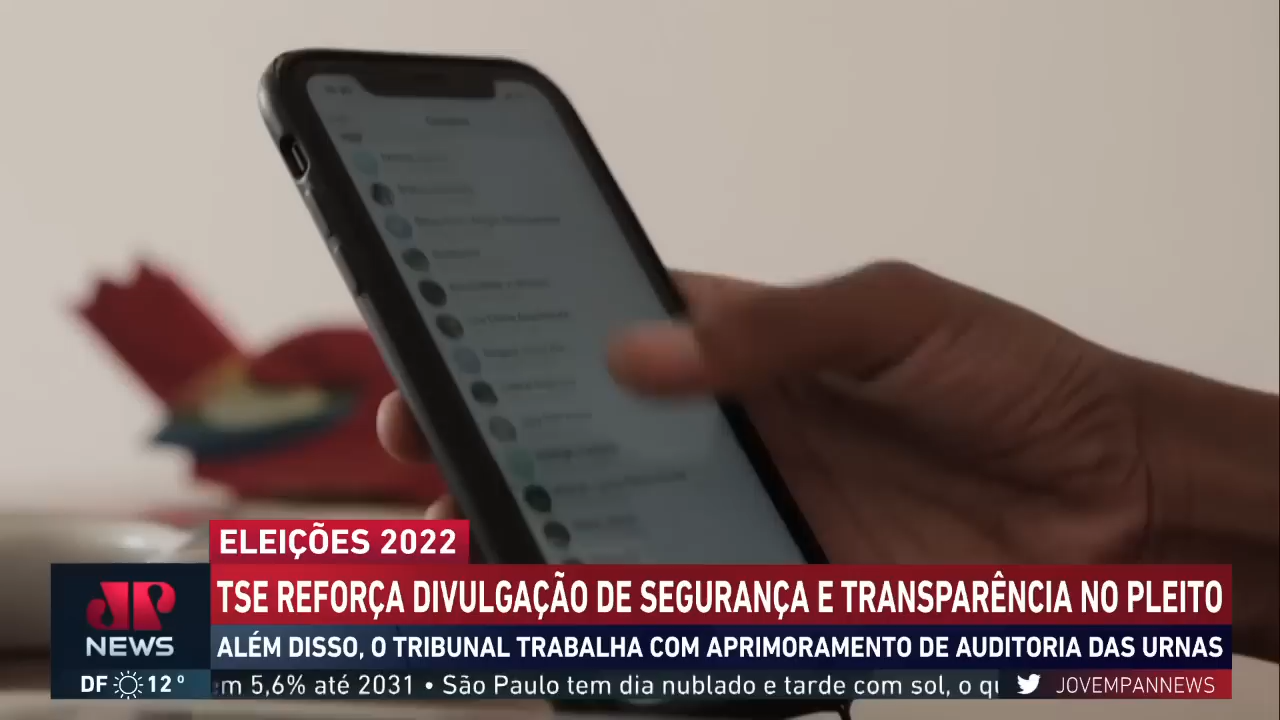 ELEIÇÕES 2022
TSE REFORÇA DIVULGAÇÃO DE SEGURANÇA E TRANSPARÊNCIA NO PLEITO
JP
NEWS
ALÉM DISSO, O TRIBUNAL TRABALHA COM APRIMORAMENTO DE AUDITORIA DAS URNAS
DF 12° em 5,6% até 2031 • São Paulo tem dia nublado e tarde com sol, o qu JOVEMPANNEWS